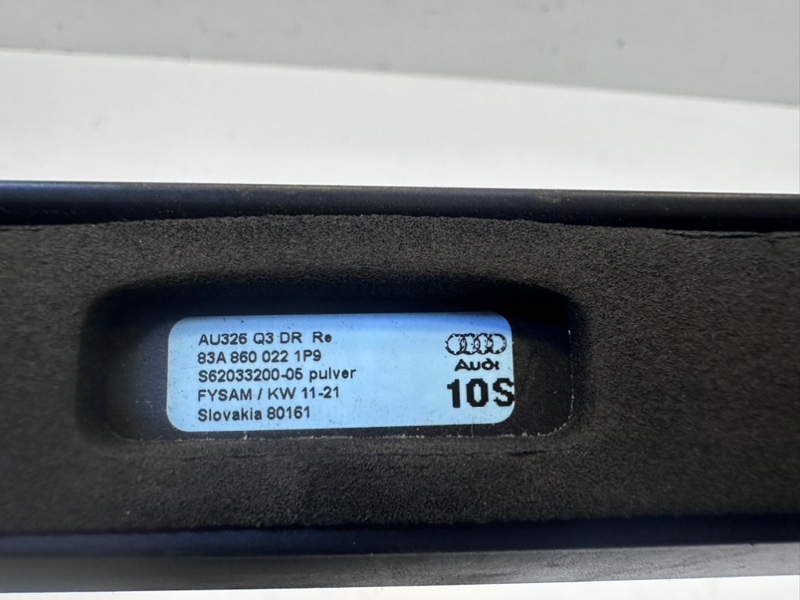 AU326 Q3 DR Re
83A 860 022 1P9
S62033200-05 pulver
FYSAM / KW 11-21
Slovakia 80161
Audi
10S